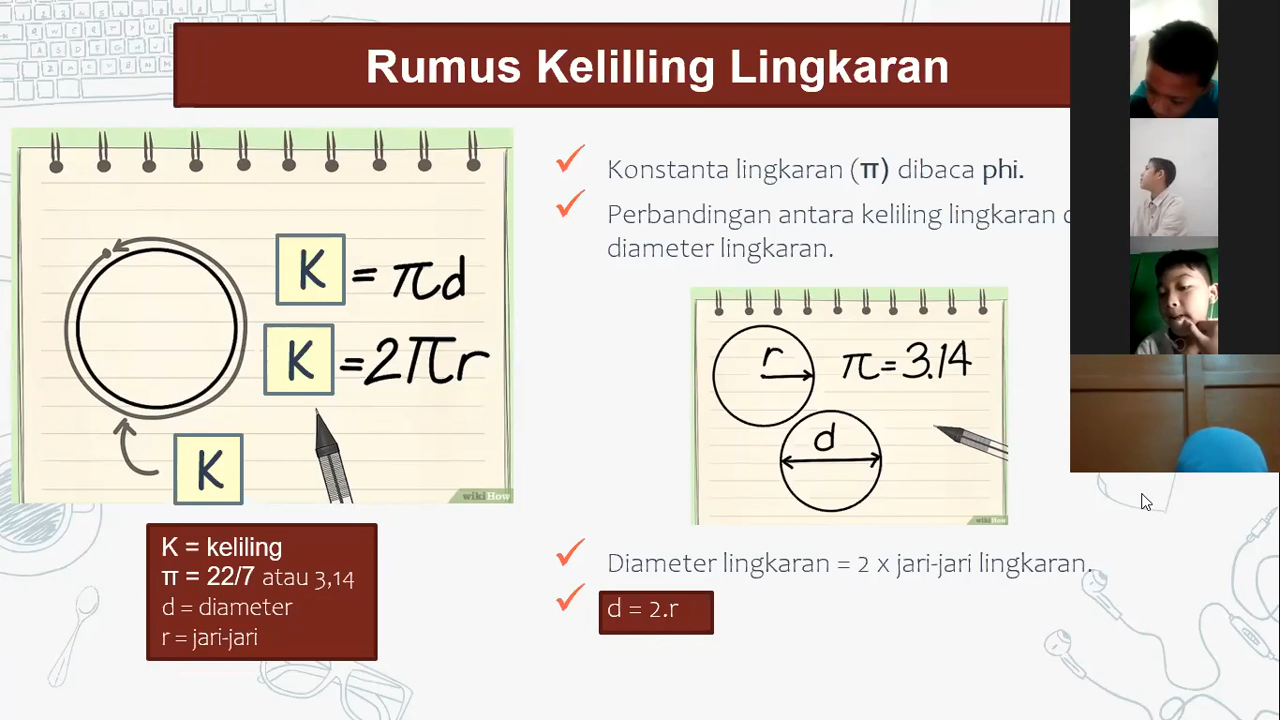 Rumus Kelilling Lingkaran
K = πd
K = 2πr
K
wikiHow
K = keliling
π = 22/7 atau 3,14
d = diameter
r = jari-jari
Konstanta lingkaran (π) dibaca phi.
Perbandingan antara keliling lingkaran
diameter lingkaran.
r
π = 3.14
d
wikiHow
Diameter lingkaran = 2 x jari-jari lingkaran.
d = 2.r